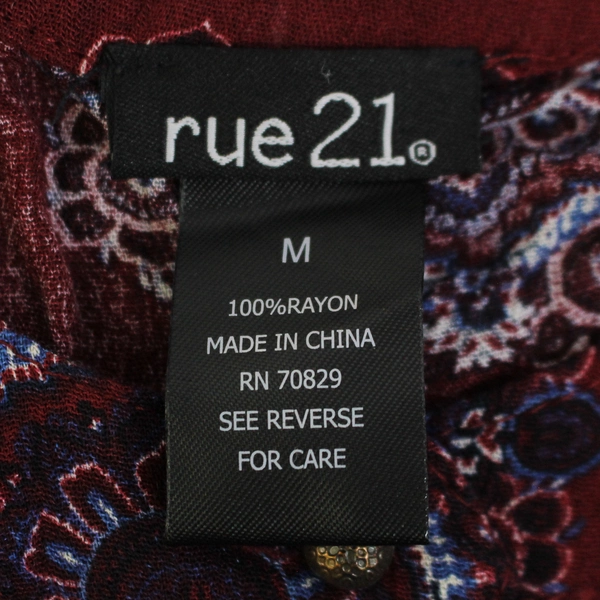 rue21®
M
100%RAYON
MADE IN CHINA
RN 70829
SEE REVERSE
FOR CARE